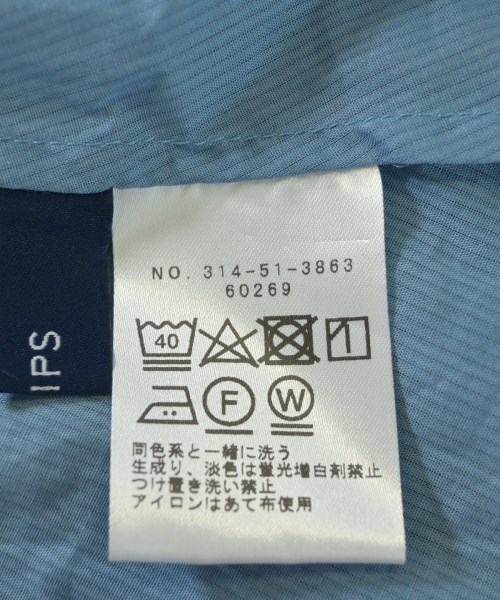 NO. 314-51-3863
60269
40
F
W
同色系と一緒に洗う
生成り、淡色は蛍光増白剤禁止
つけ置き洗い禁止
アイロンはあて布使用
IPS